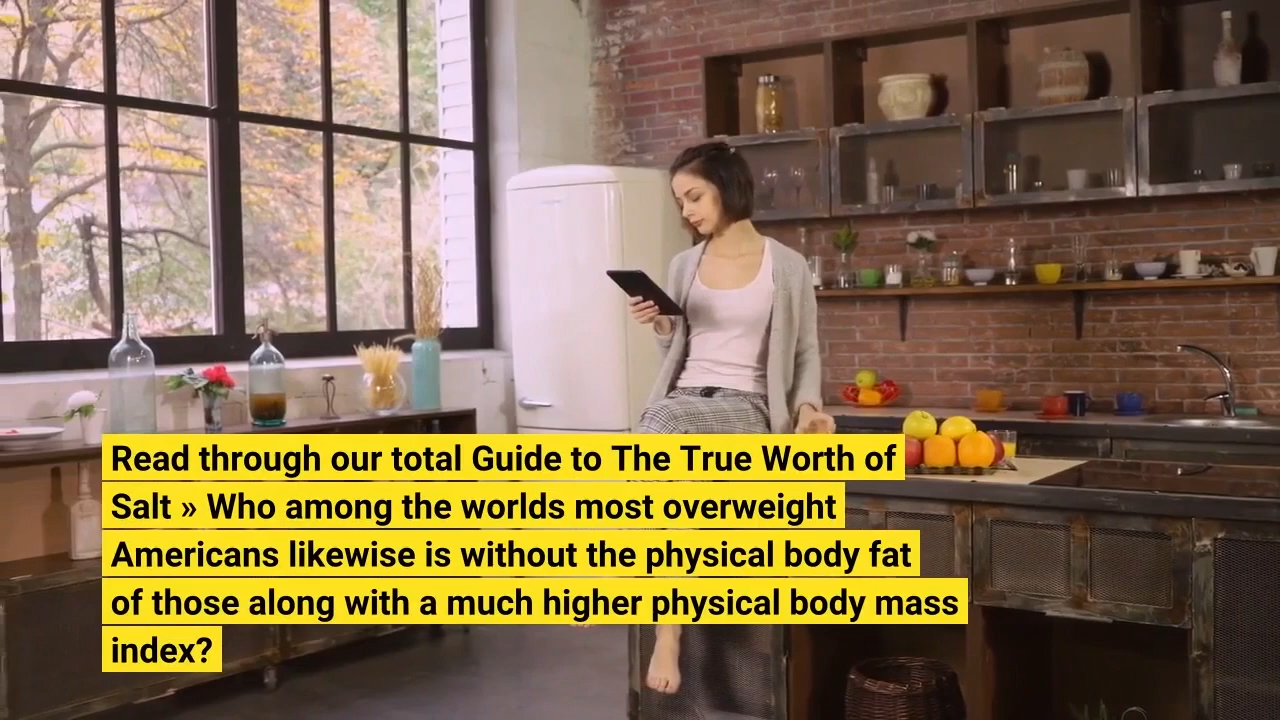 Read through our total Guide to The True Worth of
Salt » Who among the worlds most overweight
Americans likewise is without the physical body fat
of those along with a much higher physical body mass
index?